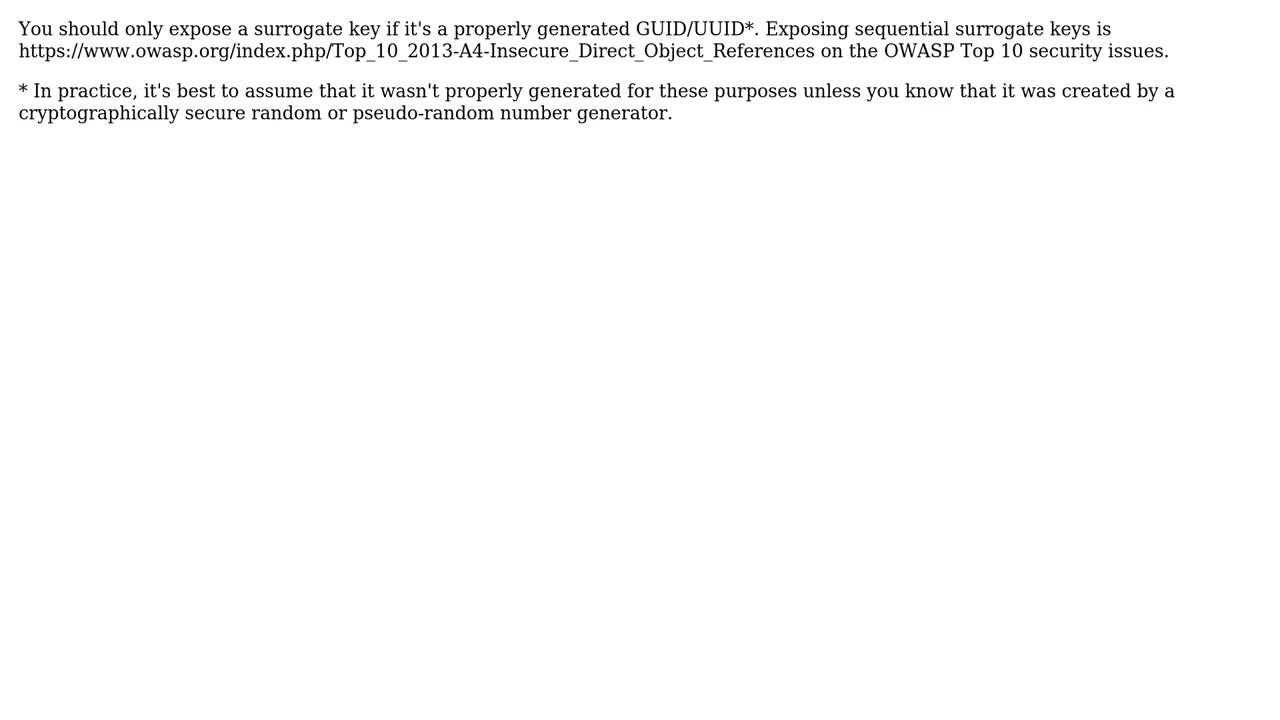 You should only expose a surrogate key if it's a properly generated GUID/UUID*. Exposing sequential surrogate keys is
https://www.owasp.org/index.php/Top_10_2013-A4-Insecure_Direct_Object_References on the OWASP Top 10 security issues.
* In practice, it's best to assume that it wasn't properly generated for these purposes unless you know that it was created by a
cryptographically secure random or pseudo-random number generator.